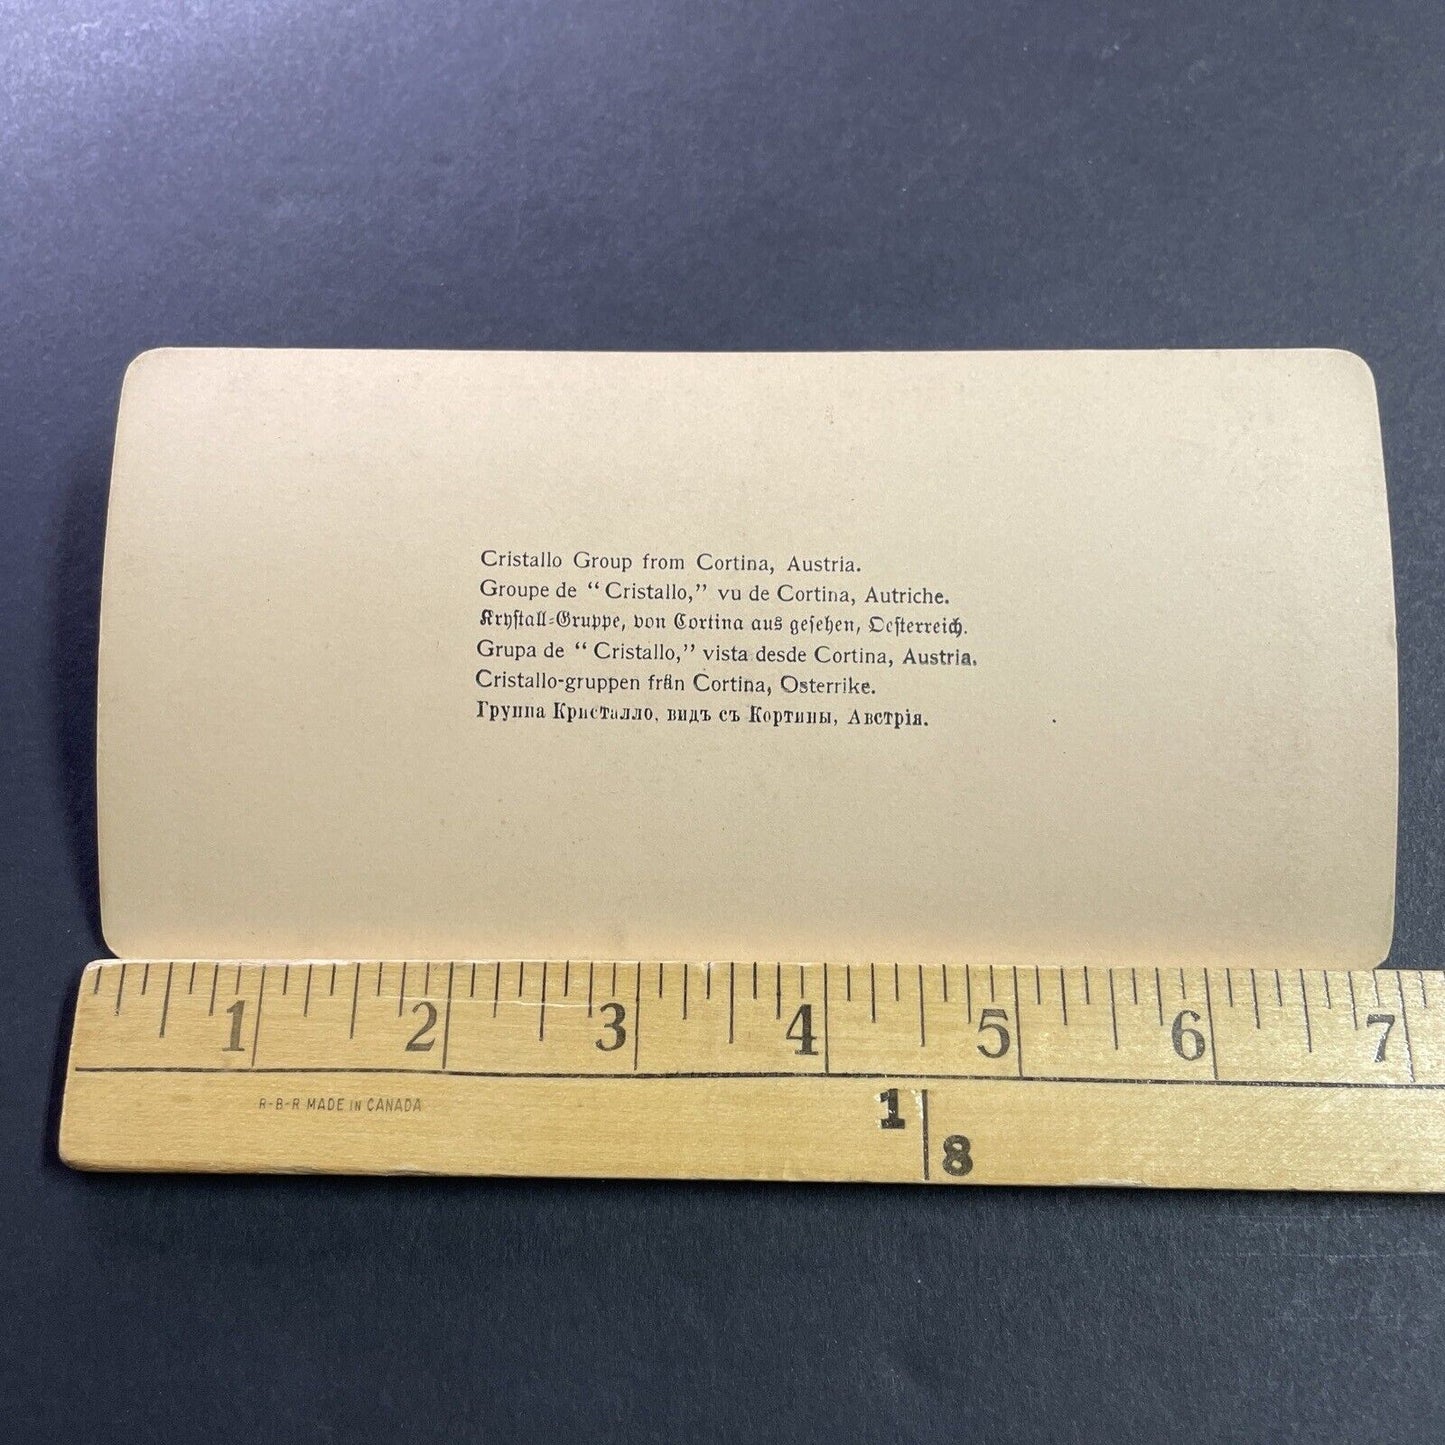 Cristallo Group from Cortina, Austria.
Groupe de “ Cristallo,” vu de Cortina, Autriche.
Krystall-Gruppe, von Cortina aus gesehen, Oesterreich.
Grupa de “ Cristallo,” vista desde Cortina, Austria.
Cristallo-gruppen från Cortina, Osterrike.
Группа Кристалло, видъ съ Кортины, Австрія.
1 2 3 4 5 6 7
R-B-R MADE IN CANADA
1
8